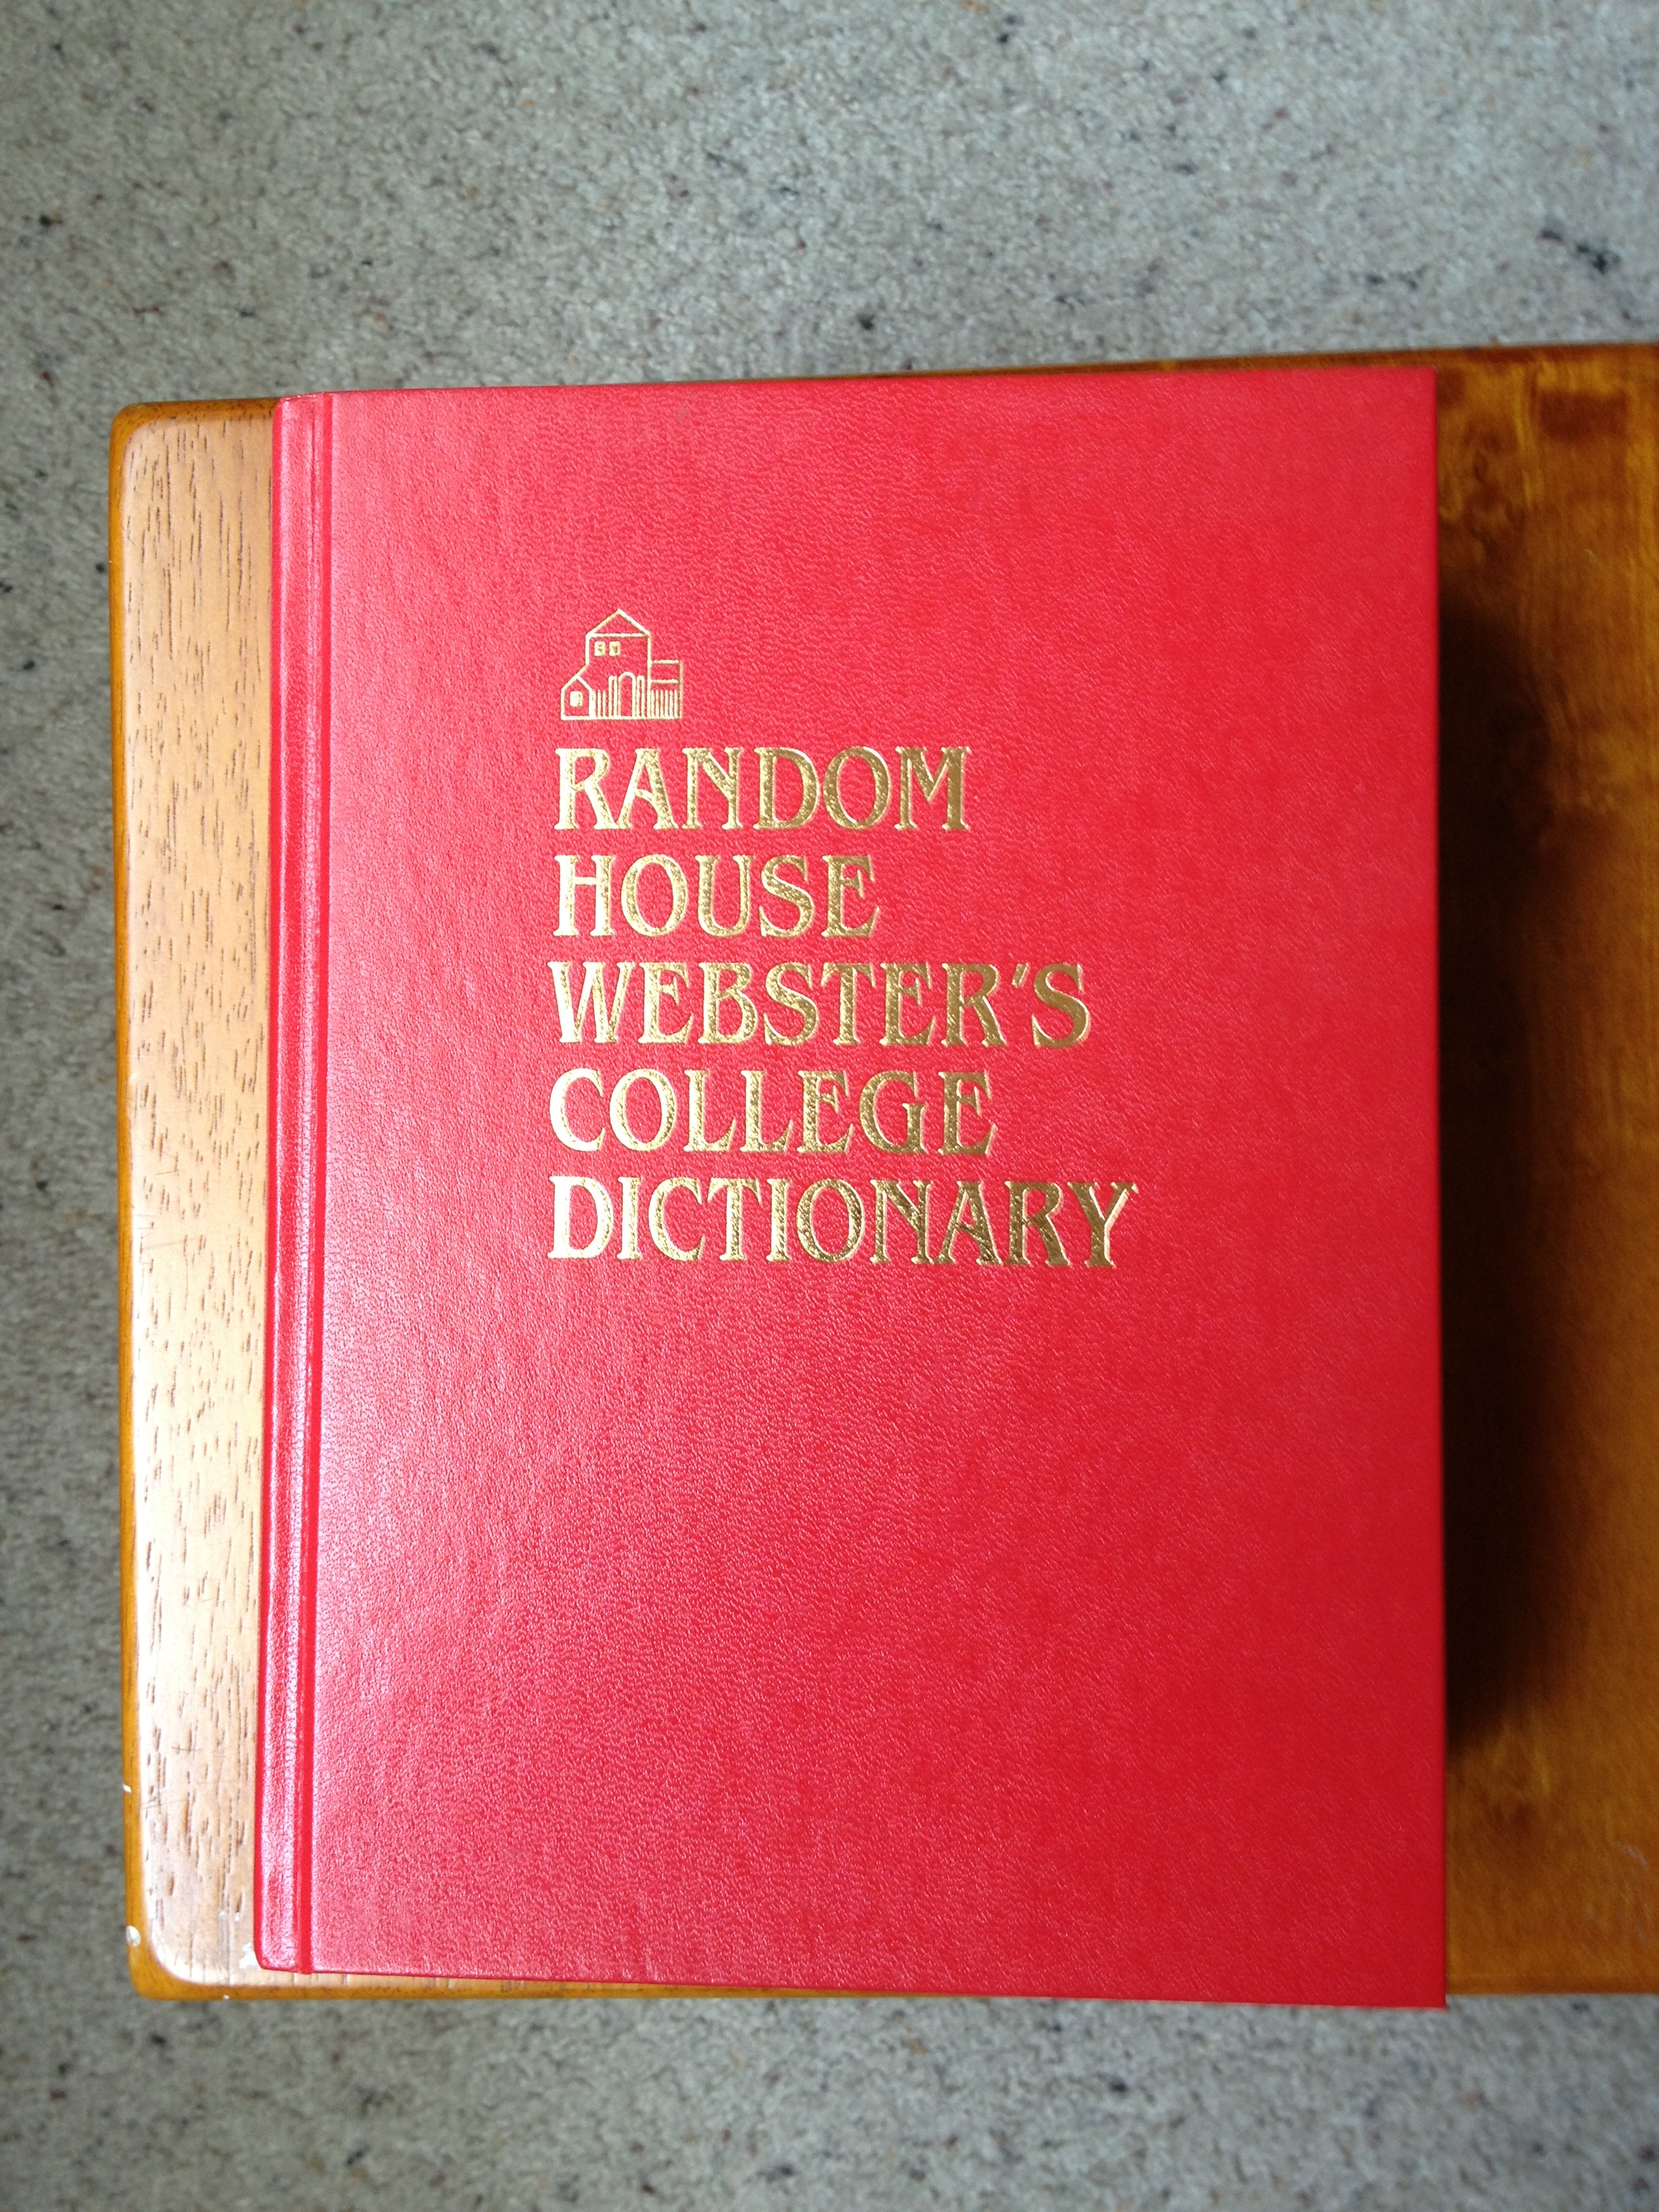 RANDOM
HOUSE
WEBSTER'S
COLLEGE
DICTIONARY